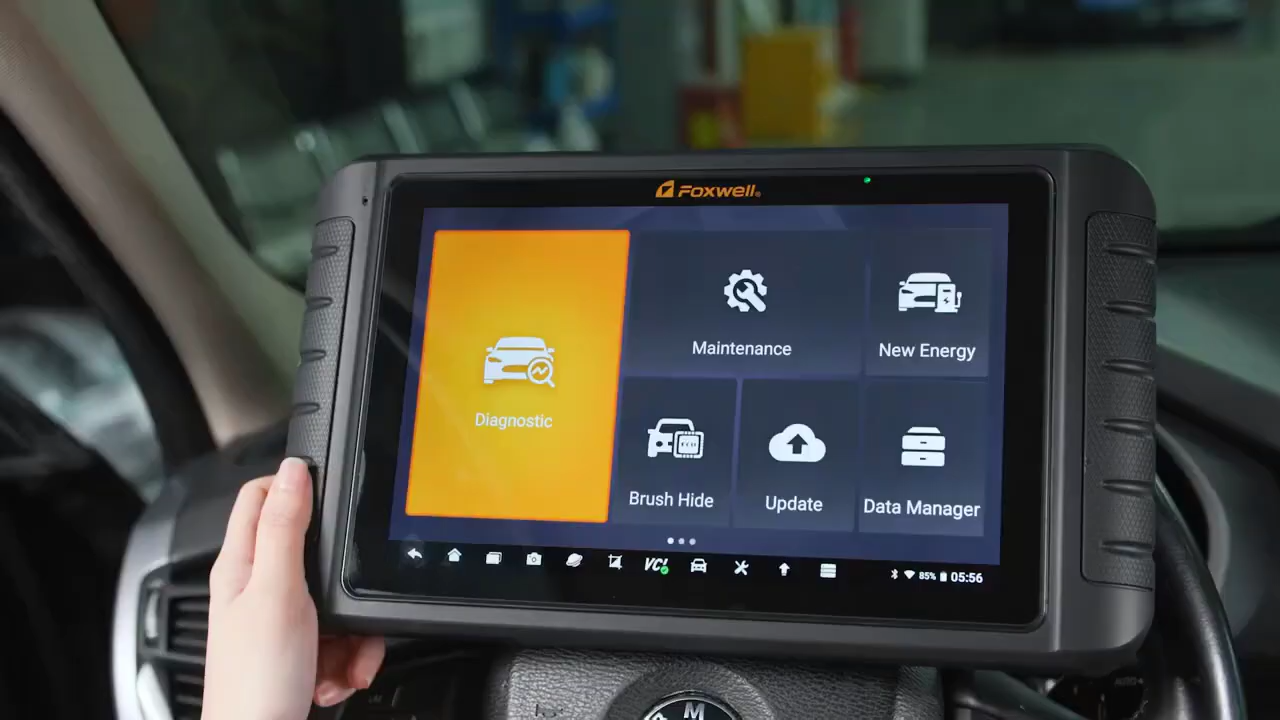 Foxwell®
Diagnostic
Maintenance
New Energy
Brush Hide
Update
Data Manager
VCI
85% 05:56
M